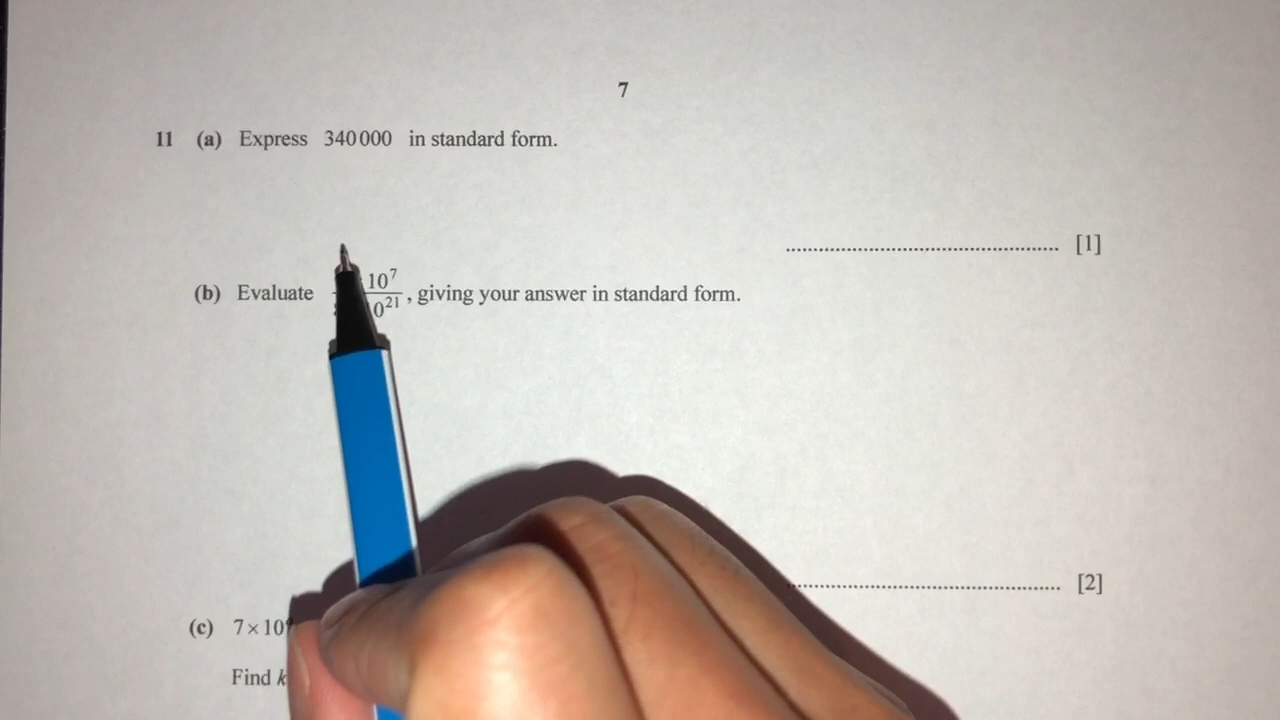 7
11 (a) Express 340 000 in standard form.
[1]
(b) Evaluate 10⁷ / 0²¹, giving your answer in standard form.
[2]
(c) 7 × 10
Find k